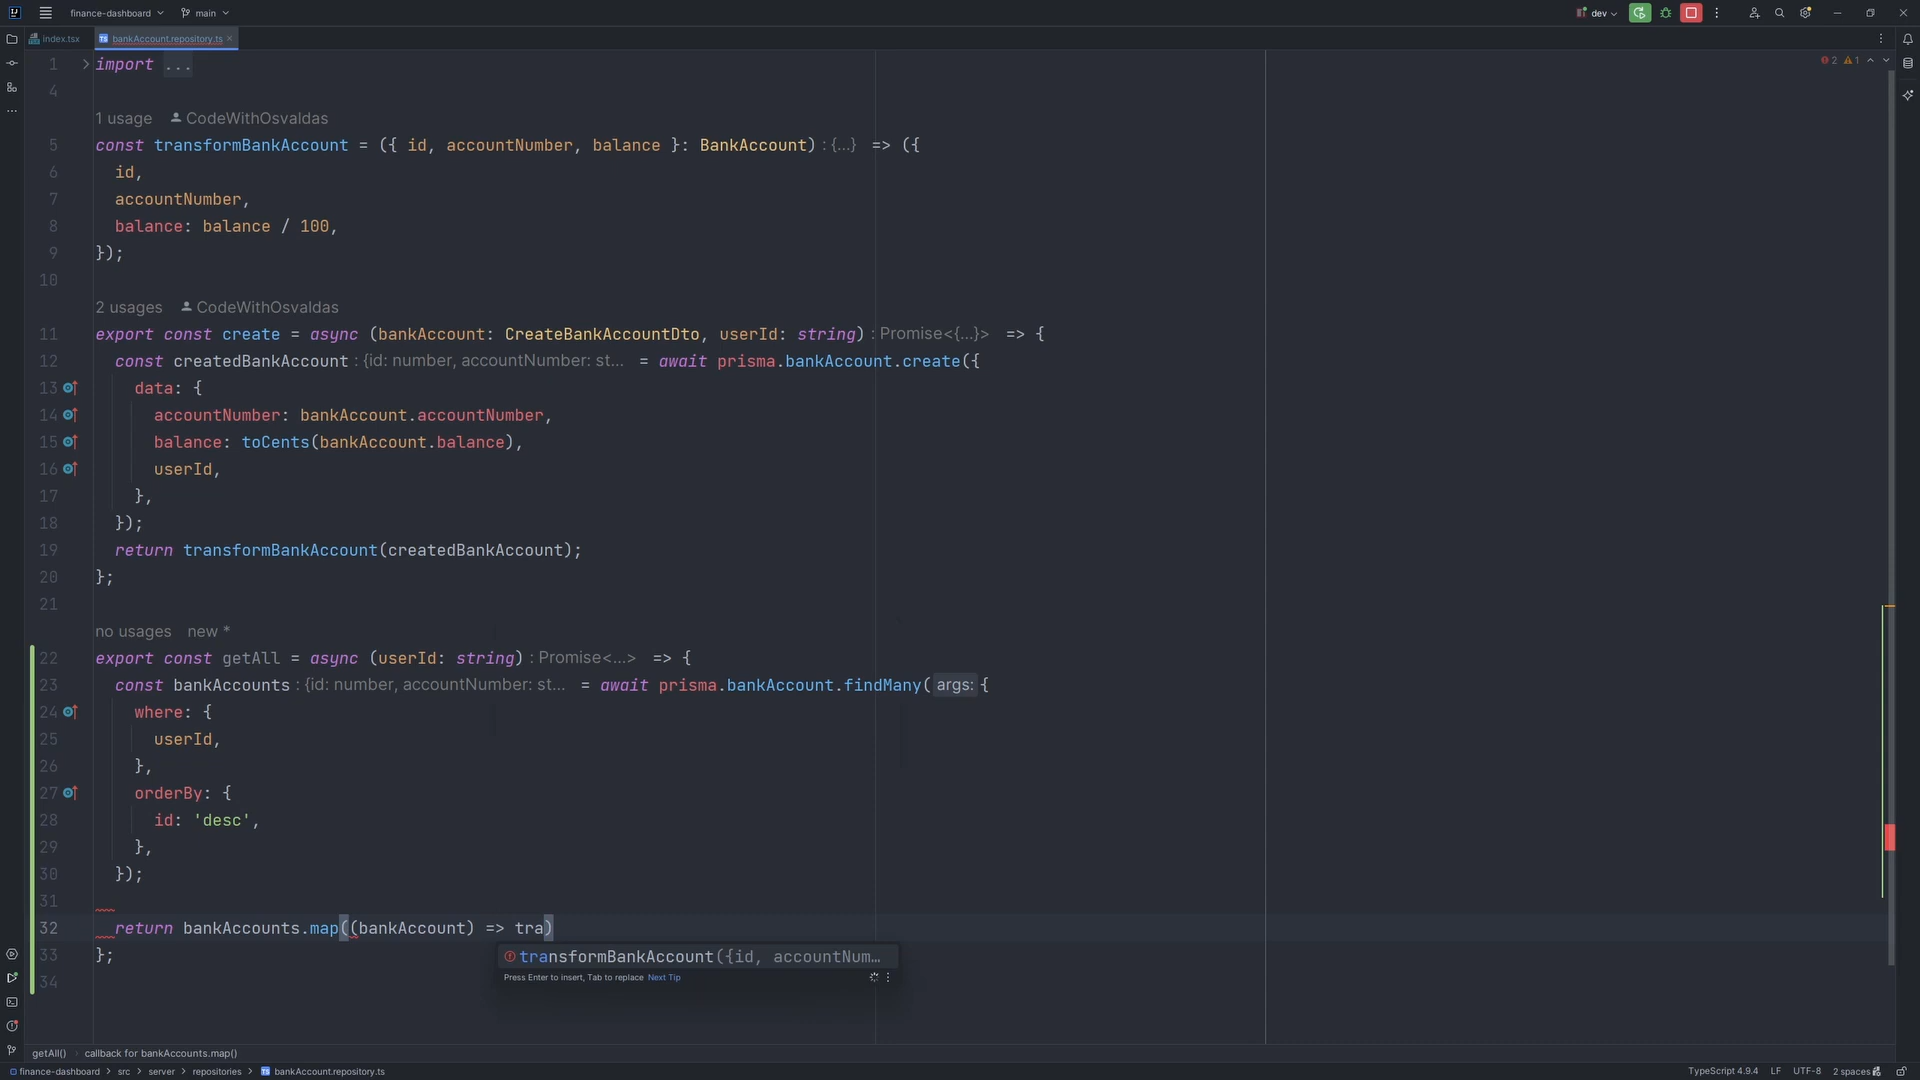 finance-dashboard main dev
index.tsx bankAccount.repository.ts
1 import ... 2 1
4
1 usage CodeWithOsvaldas
5 const transformBankAccount = ({ id, accountNumber, balance }: BankAccount) : {...} => ({
6 id,
7 accountNumber,
8 balance: balance / 100,
9 });
10
2 usages CodeWithOsvaldas
11 export const create = async (bankAccount: CreateBankAccountDto, userId: string) : Promise<{...}> => {
12 const createdBankAccount : {id: number, accountNumber: st... = await prisma.bankAccount.create({
13 data: {
14 accountNumber: bankAccount.accountNumber,
15 balance: toCents(bankAccount.balance),
16 userId,
17 },
18 });
19 return transformBankAccount(createdBankAccount);
20 };
21
no usages new *
22 export const getAll = async (userId: string) : Promise<...> => {
23 const bankAccounts : {id: number, accountNumber: st... = await prisma.bankAccount.findMany( args: {
24 where: {
25 userId,
26 },
27 orderBy: {
28 id: 'desc',
29 },
30 });
31
32 return bankAccounts.map((bankAccount) => tra)
33 };
transformBankAccount({id, accountNum...
34
Press Enter to insert, Tab to replace Next Tip
getAll() callback for bankAccounts.map()
finance-dashboard src server repositories bankAccount.repository.ts TypeScript 4.9.4 LF UTF-8 2 spaces